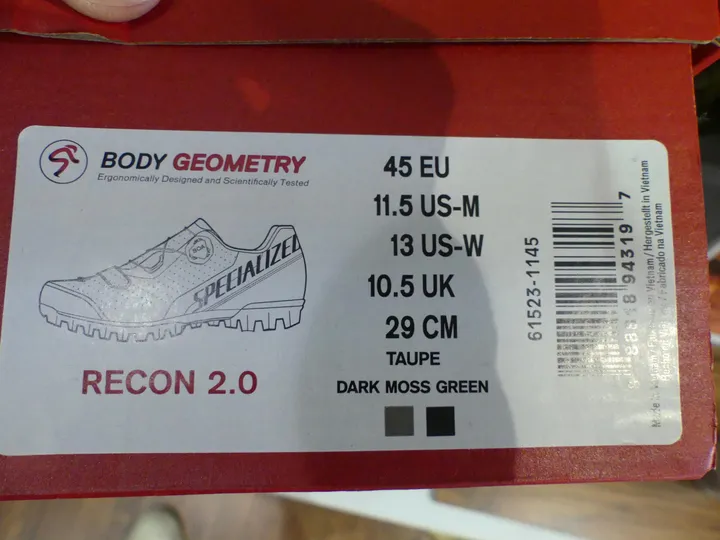 BODY GEOMETRY
Ergonomically Designed and Scientifically Tested
BOA
SPECIALIZED
RECON 2.0
45 EU
11.5 US-M
13 US-W
10.5 UK
29 CM
TAUPE
DARK MOSS GREEN
61523-1145
94319 7
Vietnam / Hergestellt in Vietnam
Fabricado na Vietnam